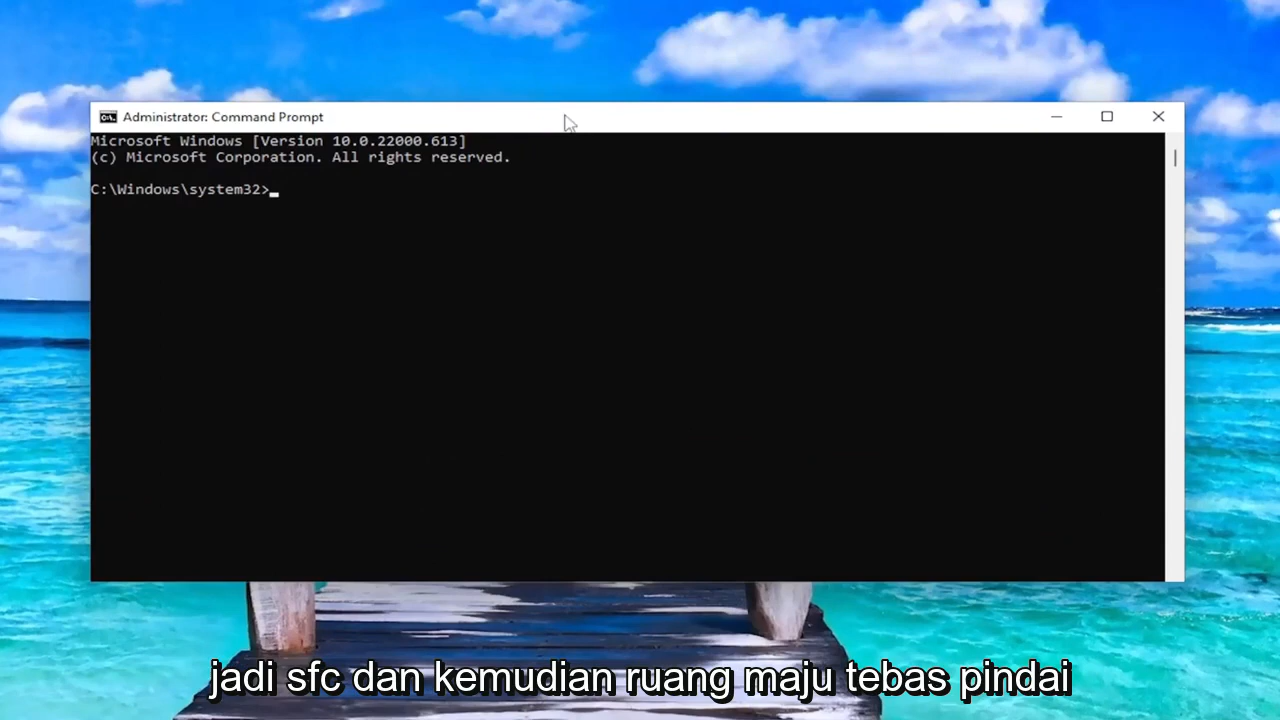 Administrator: Command Prompt
Microsoft Windows [Version 10.0.22000.613]
(c) Microsoft Corporation. All rights reserved.
C:\Windows\system32>
jadi sfc dan kemudian ruang maju tebas pindai